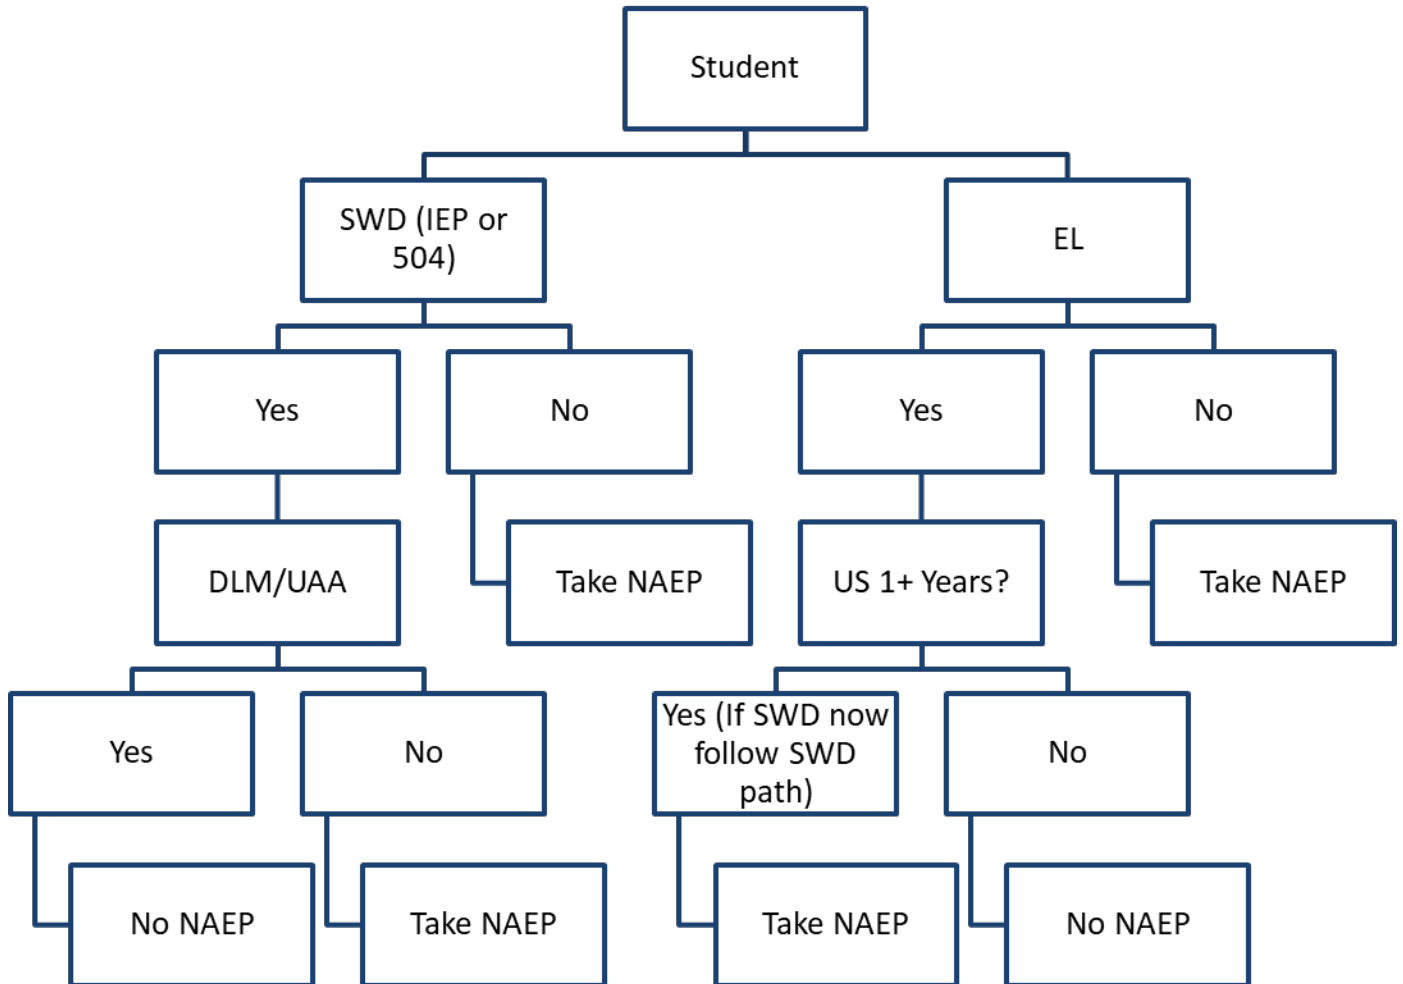 Student
SWD (IEP or
504)
EL
Yes
No
Yes
No
DLM/UAA
Take NAEP
US 1+ Years?
Take NAEP
Yes
No
Yes (If SWD now
follow SWD
path)
No
No NAEP
Take NAEP
Take NAEP
No NAEP